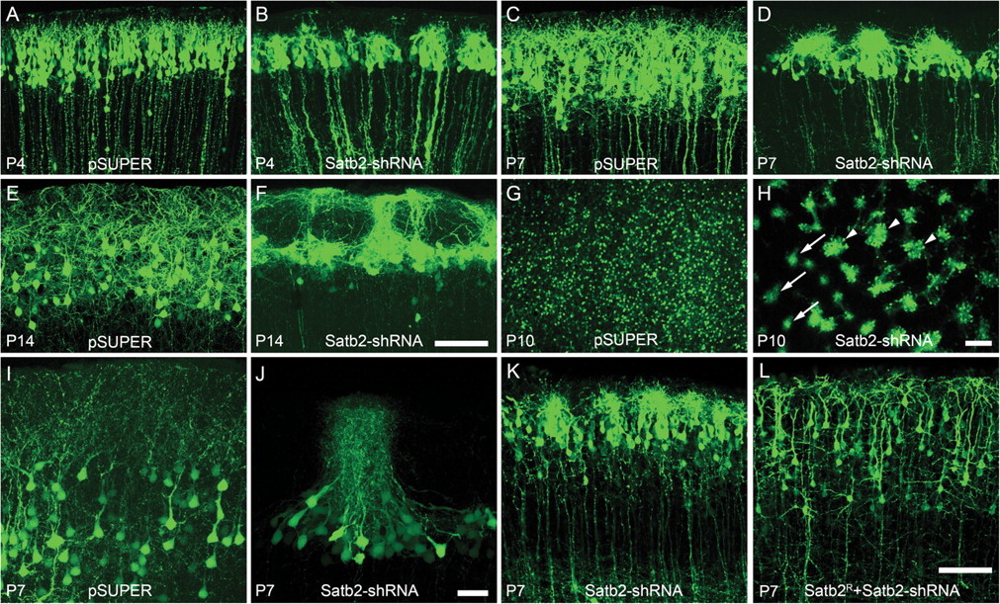 A
P4
pSUPER
B
P4
Satb2-shRNA
C
P7
pSUPER
D
P7
Satb2-shRNA
E
P14
pSUPER
F
P14
Satb2-shRNA
G
P10
pSUPER
H
P10
Satb2-shRNA
I
P7
pSUPER
J
P7
Satb2-shRNA
K
P7
Satb2-shRNA
L
P7
Satb2ᴿ+Satb2-shRNA